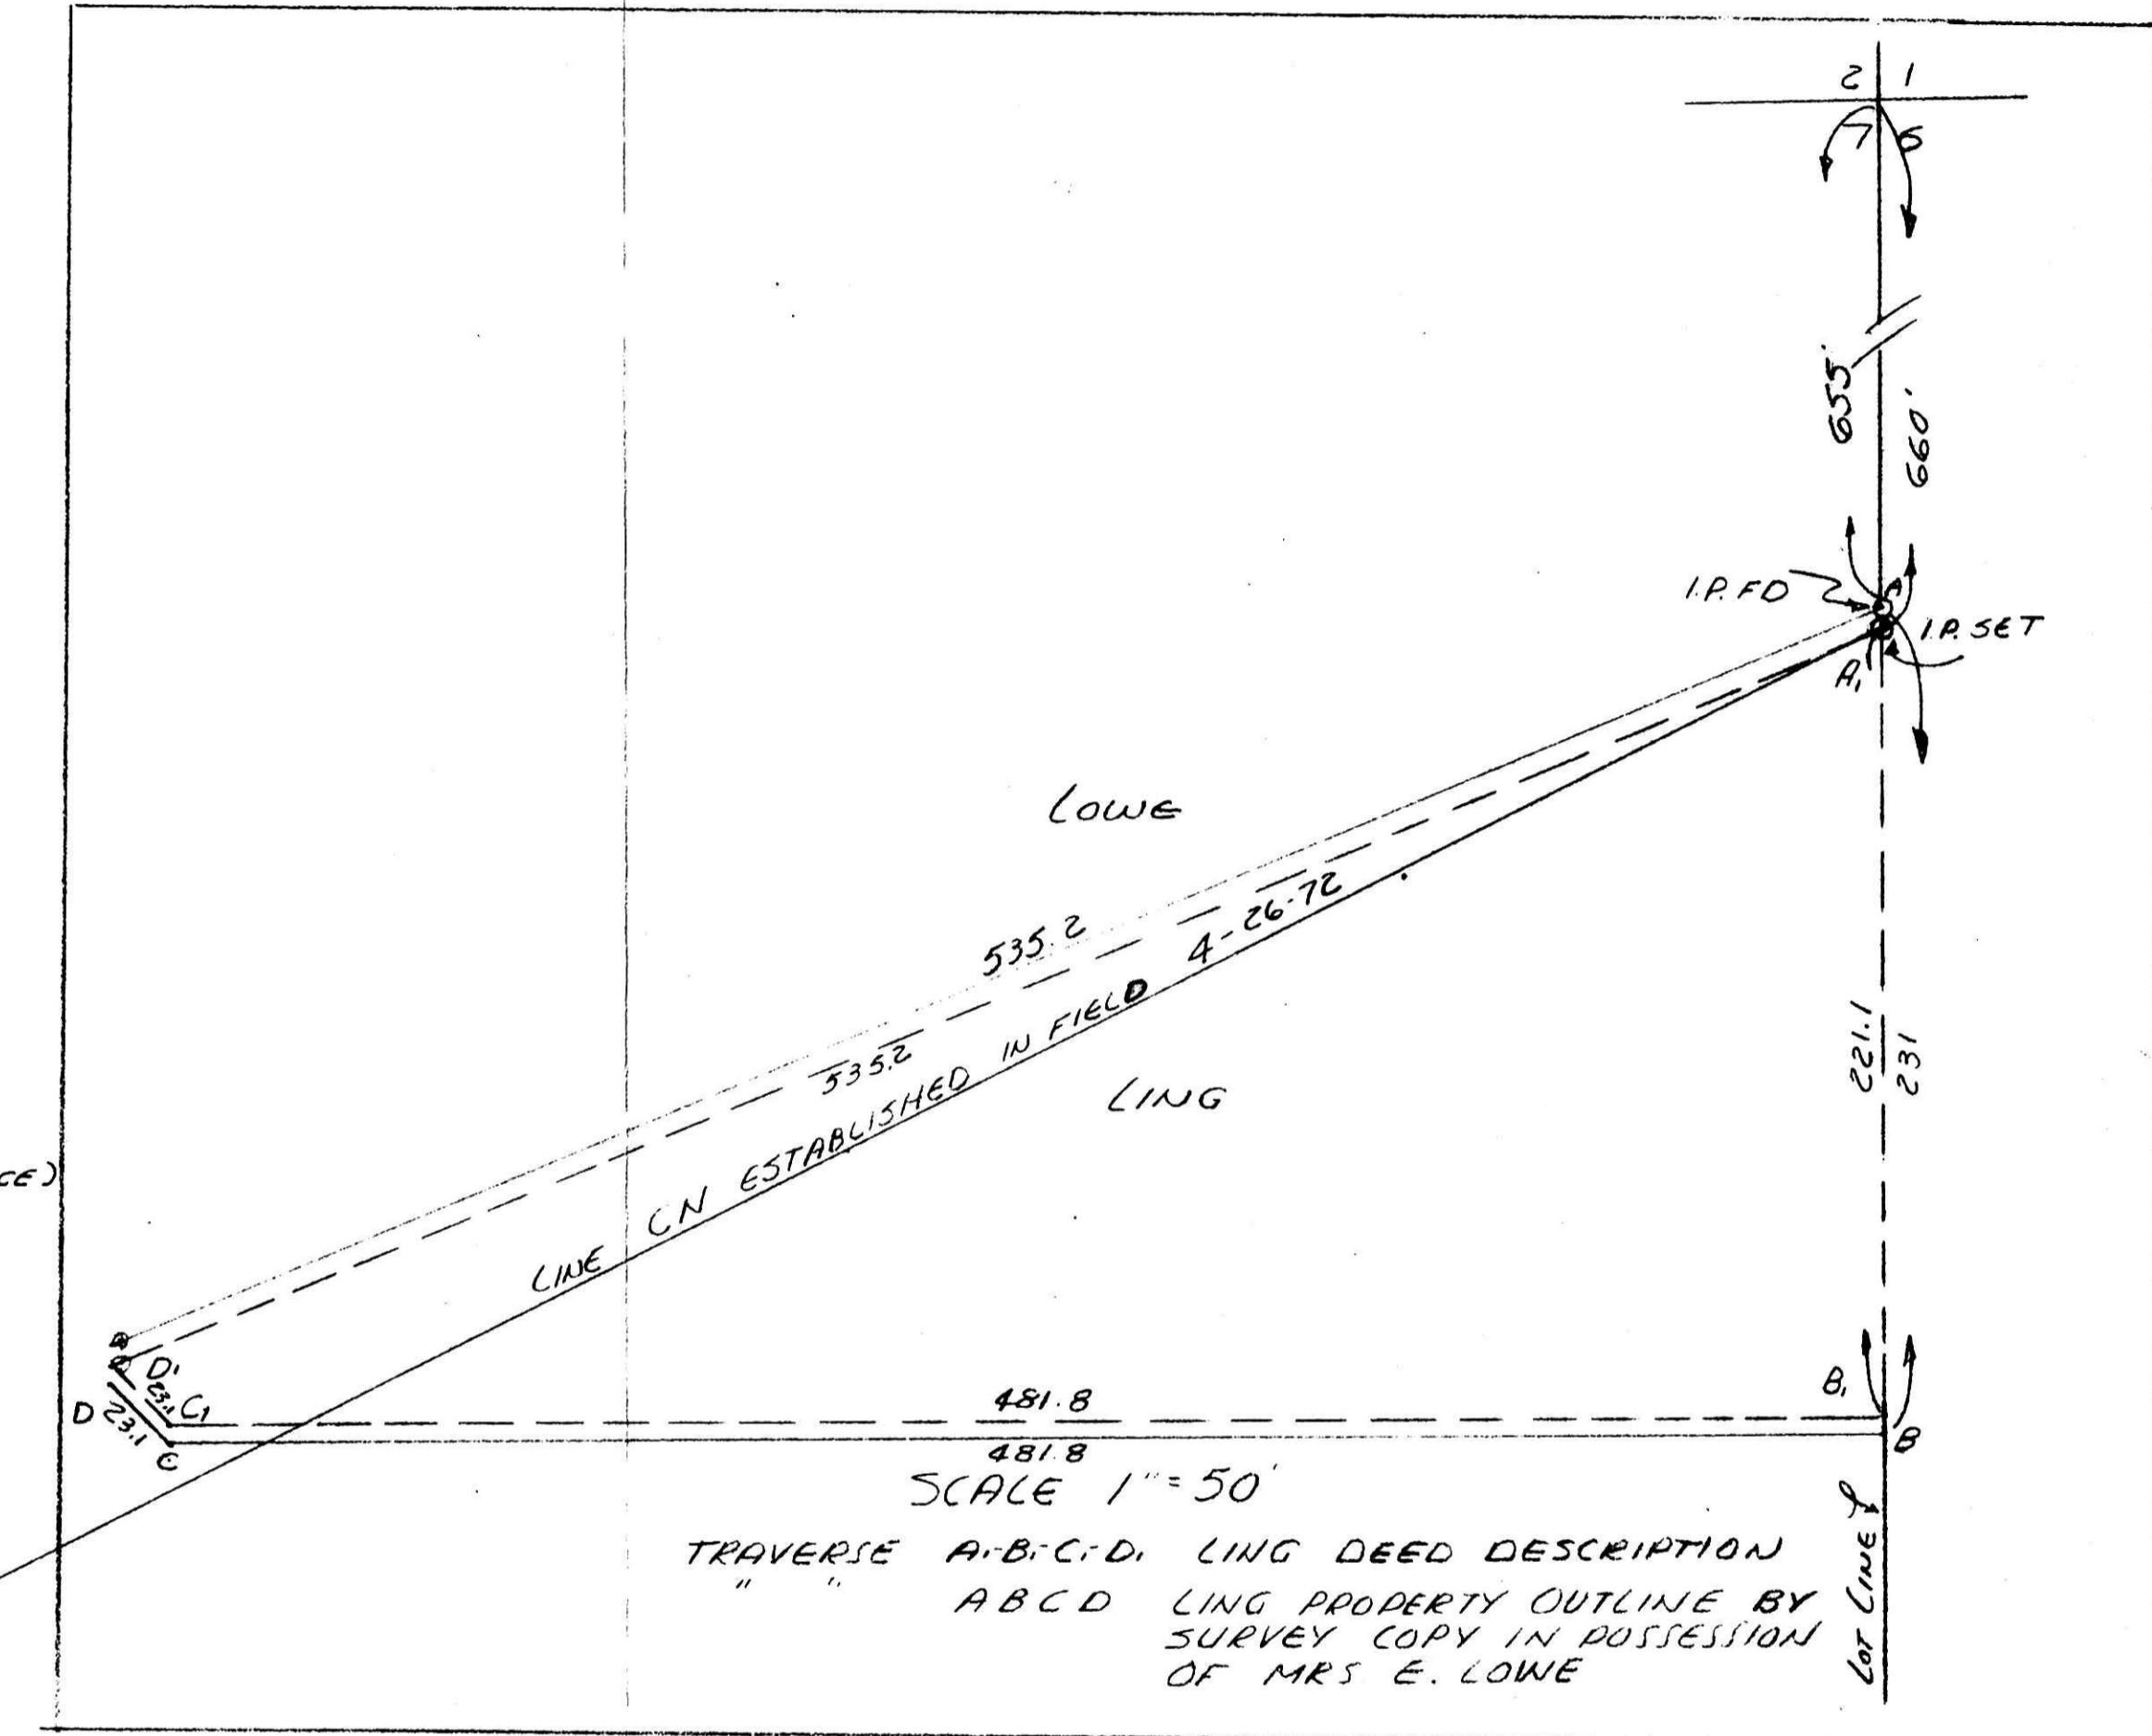 2 1
7 6
655'
660'
I.P. FD
A
I.P. SET
A1
LOWE
535.2
4-26-72
535.2
LINE CN ESTABLISHED IN FIELD
LING
221.1
231
CE)
D1
23.1
C1
D
23.1
C
481.8
481.8
B1
B
SCALE 1"=50'
TRAVERSE A1-B1-C1-D1 LING DEED DESCRIPTION
" " ABCD LING PROPERTY OUTLINE BY
SURVEY COPY IN POSSESSION
OF MRS E. LOWE
LOT LINE